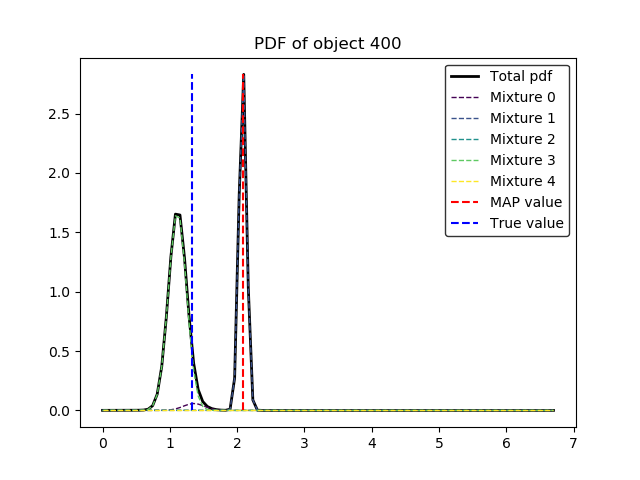 PDF of object 400
Total pdf
Mixture 0
Mixture 1
Mixture 2
Mixture 3
Mixture 4
MAP value
True value
2.5
2.0
1.5
1.0
0.5
0.0
0 1 2 3 4 5 6 7